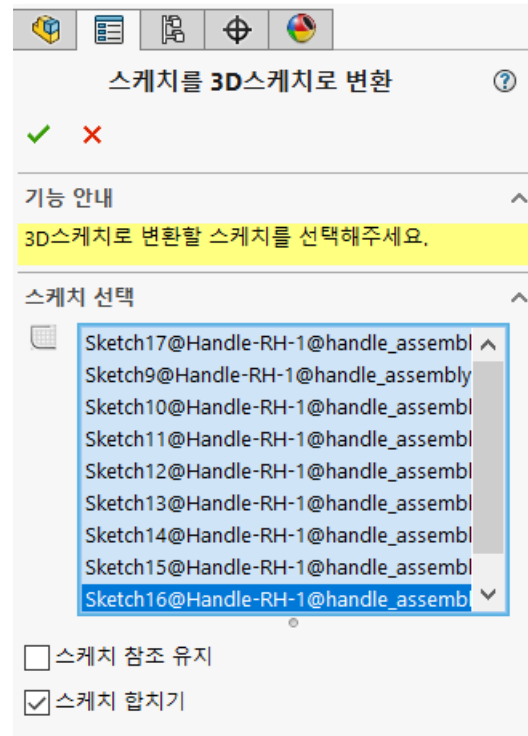 스케치를 3D스케치로 변환
기능 안내
3D스케치로 변환할 스케치를 선택해주세요.
스케치 선택
Sketch17@Handle-RH-1@handle_assembl
Sketch9@Handle-RH-1@handle_assembly
Sketch10@Handle-RH-1@handle_assembl
Sketch11@Handle-RH-1@handle_assembl
Sketch12@Handle-RH-1@handle_assembl
Sketch13@Handle-RH-1@handle_assembl
Sketch14@Handle-RH-1@handle_assembl
Sketch15@Handle-RH-1@handle_assembl
Sketch16@Handle-RH-1@handle_assembl
스케치 참조 유지
스케치 합치기